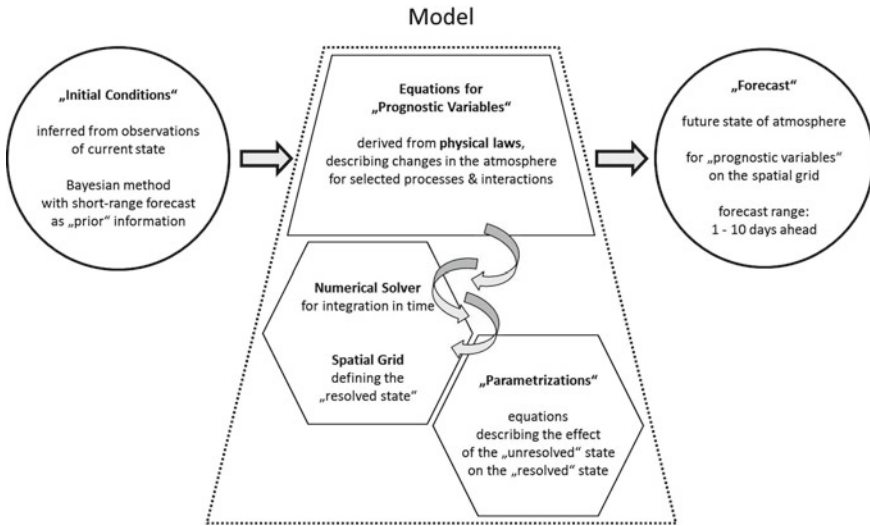 Model
„Initial Conditions“
inferred from observations
of current state
Bayesian method
with short-range forecast
as „prior“ information
Equations for
„Prognostic Variables“
derived from physical laws,
describing changes in the atmosphere
for selected processes & interactions
„Forecast“
future state of atmosphere
for „prognostic variables“
on the spatial grid
forecast range:
1 - 10 days ahead
Numerical Solver
for integration in time
Spatial Grid
defining the
„resolved state“
„Parametrizations“
equations
describing the effect
of the „unresolved“ state
on the „resolved“ state